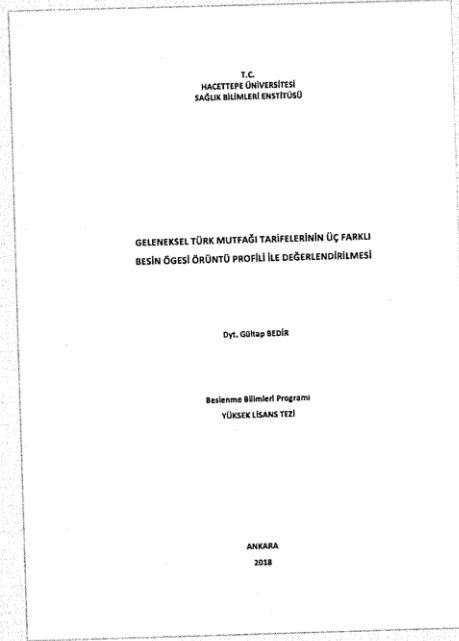 T.C.
HACETTEPE ÜNİVERSİTESİ
SAĞLIK BİLİMLERİ ENSTİTÜSÜ
GELENEKSEL TÜRK MUTFAĞI TARİFELERİNİN ÜÇ FARKLI
BESİN ÖGESİ ÖRÜNTÜ PROFİLİ İLE DEĞERLENDİRİLMESİ
Dyt. Gültap BEDİR
Beslenme Bilimleri Programı
YÜKSEK LİSANS TEZİ
ANKARA
2018